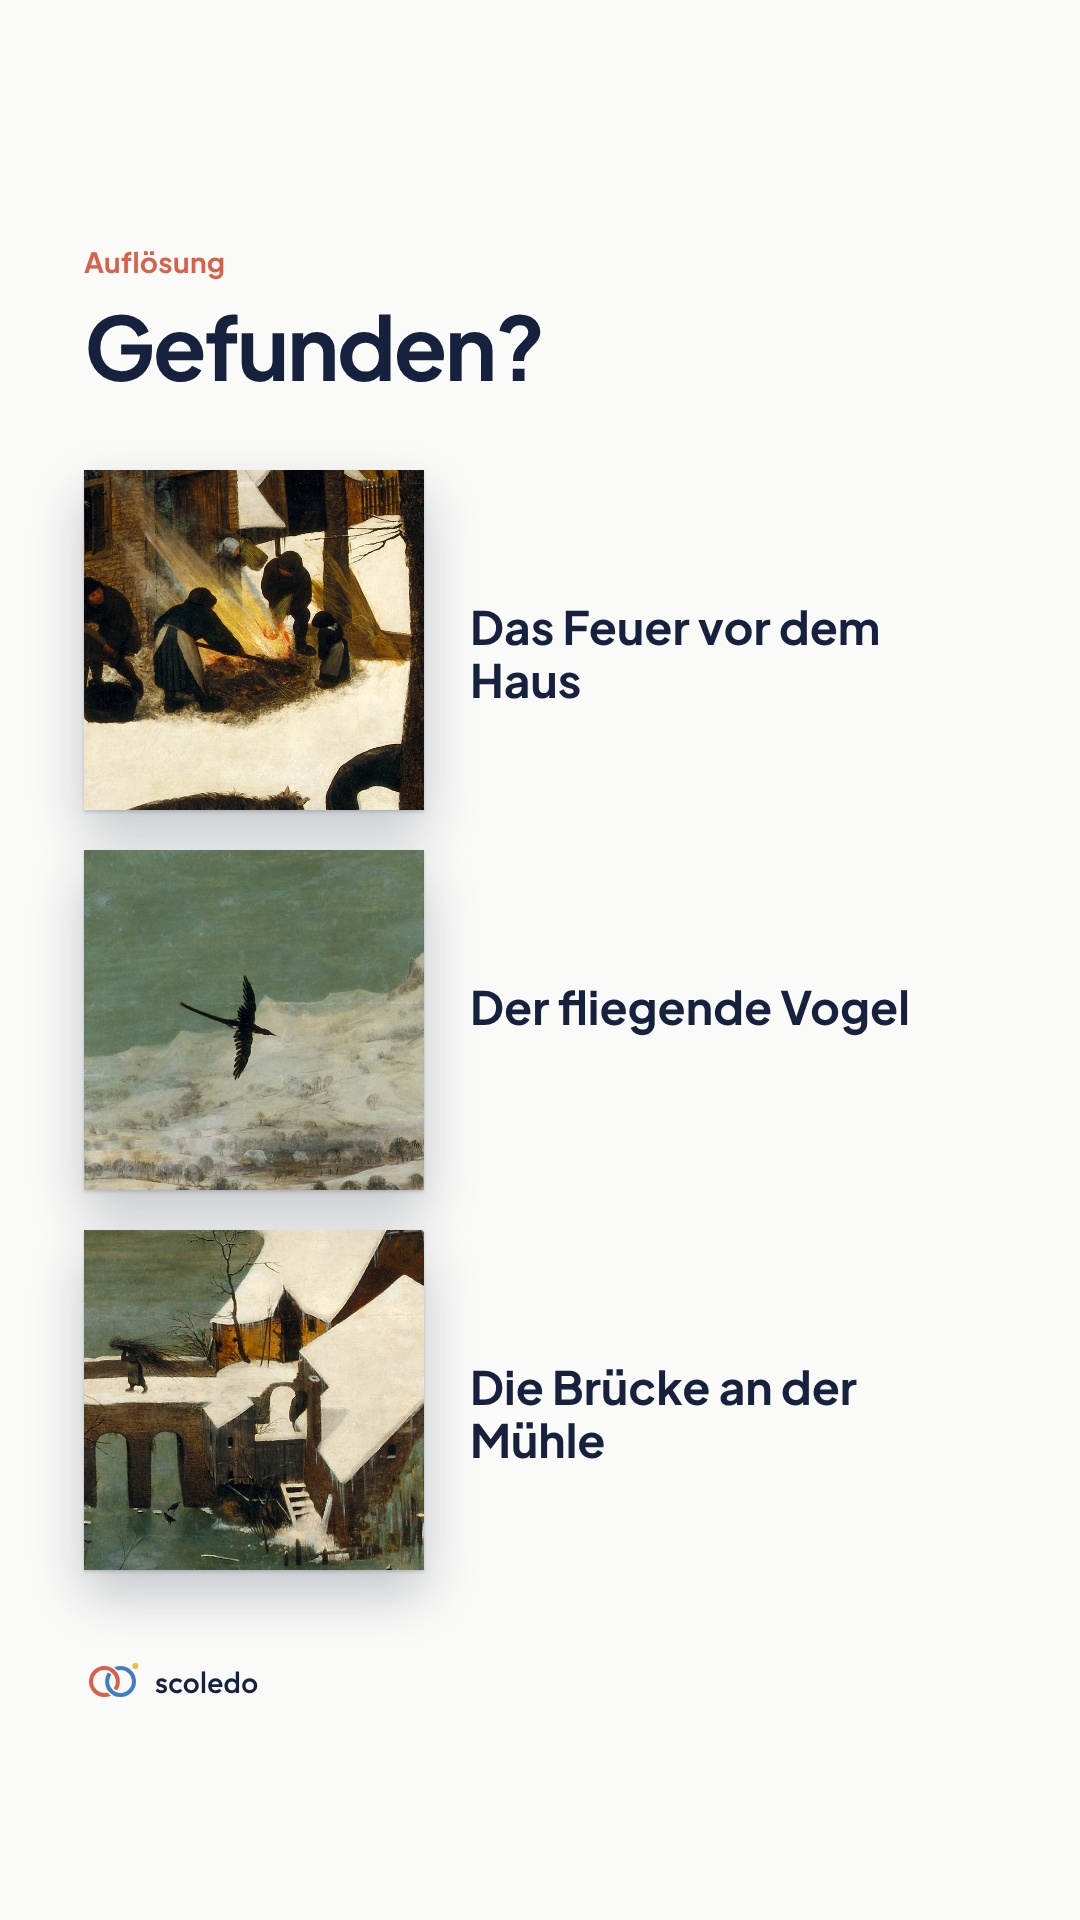 Auflösung
Gefunden?
Das Feuer vor dem
Haus
Der fliegende Vogel
Die Brücke an der
Mühle
scoledo